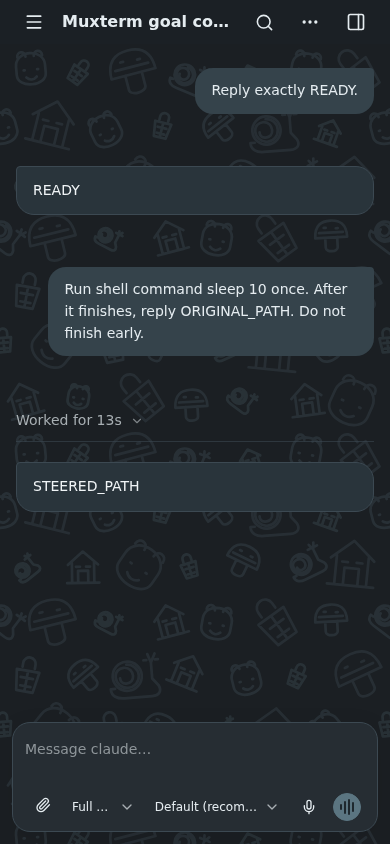 Muxterm goal co...
Reply exactly READY.
READY
Run shell command sleep 10 once. After
it finishes, reply ORIGINAL_PATH. Do not
finish early.
Worked for 13s
STEERED_PATH
Message claude...
Full ...
Default (recom...